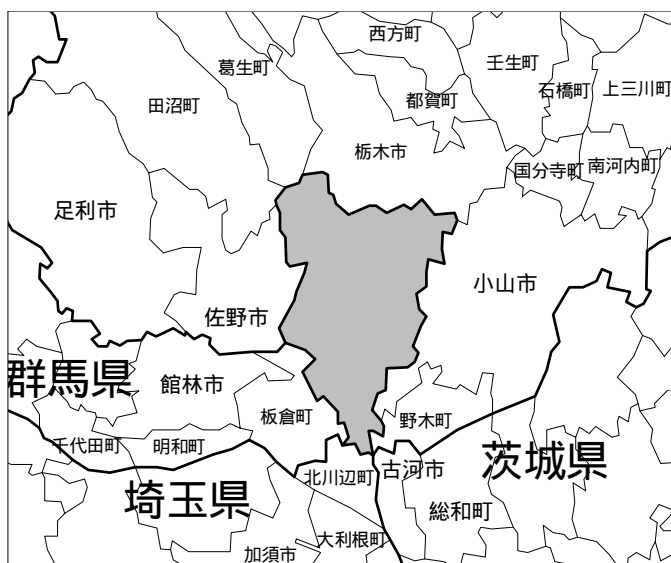 西方町
葛生町
壬生町
石橋町
上三川町
田沼町
都賀町
栃木市
国分寺町
南河内町
足利市
小山市
佐野市
群馬県
館林市
板倉町
野木町
千代田町
明和町
北川辺町
古河市
茨城県
埼玉県
総和町
大利根町
加須市